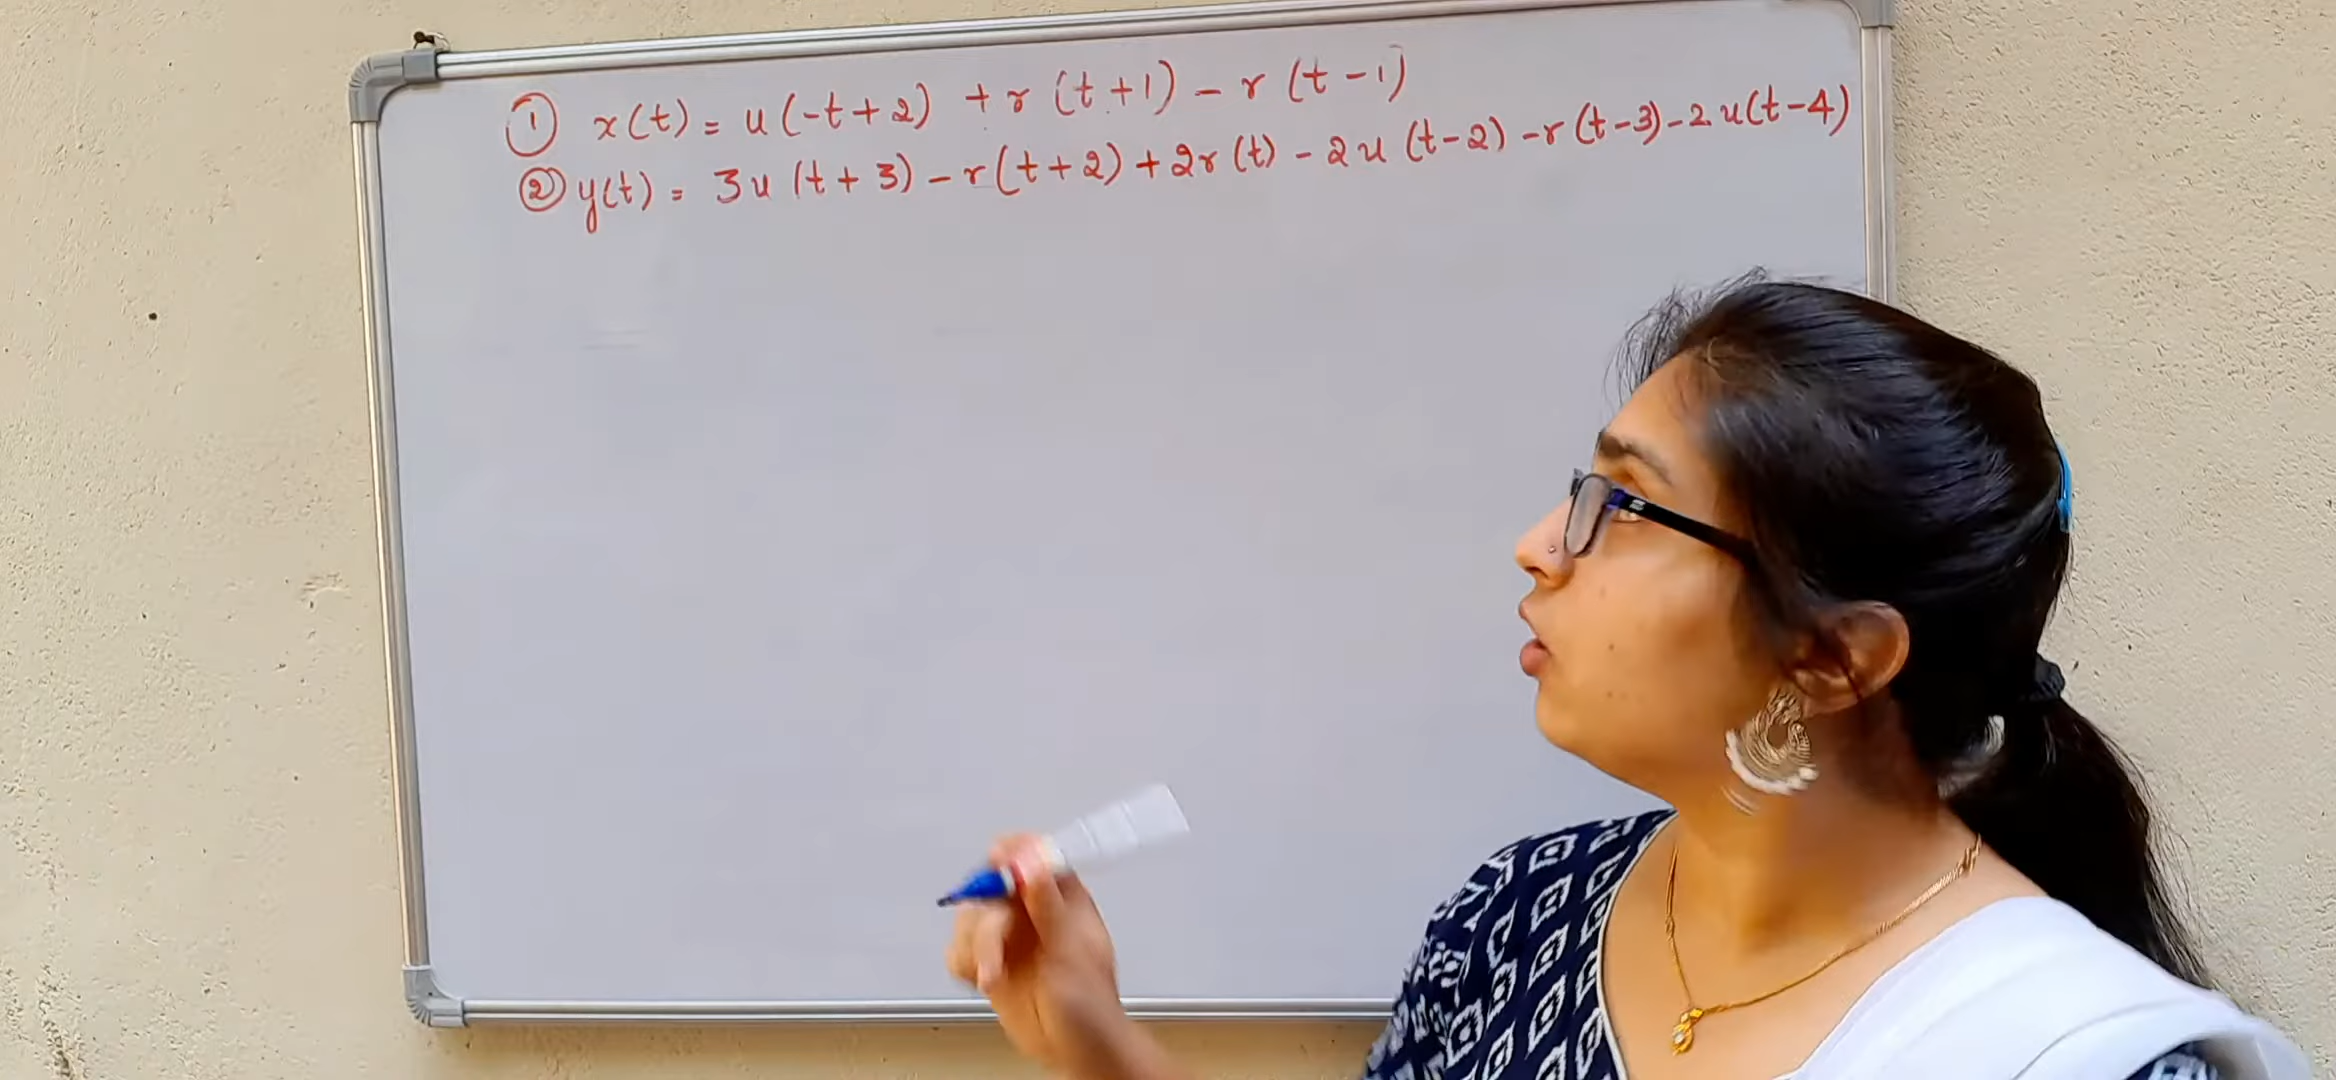 ① x(t) = u(-t+2) + r(t+1) - r(t-1)
② y(t) = 3u(t+3) - r(t+2) + 2r(t) - 2u(t-2) - r(t-3) - 2u(t-4)